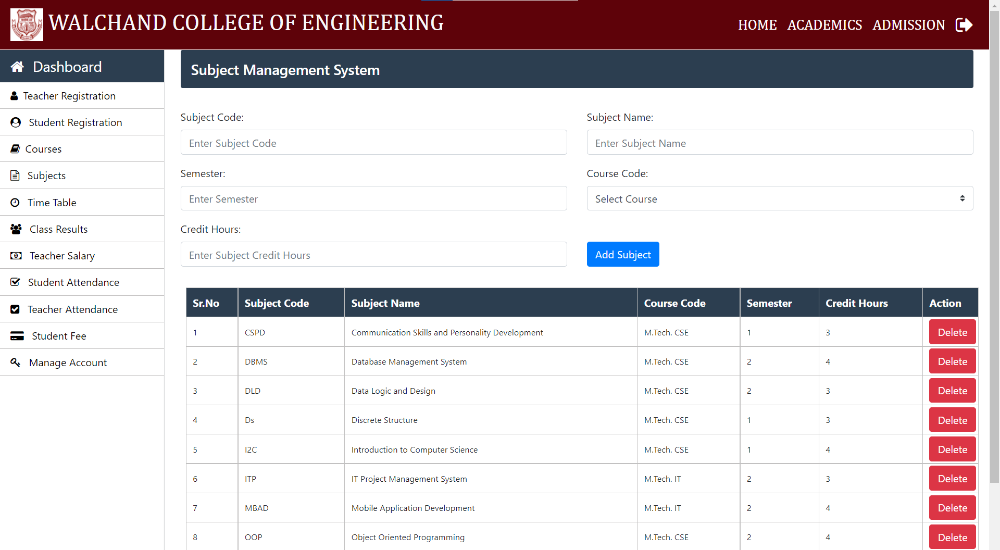 WALCHAND COLLEGE OF ENGINEERING
HOME ACADEMICS ADMISSION
Dashboard
Teacher Registration
Student Registration
Courses
Subjects
Time Table
Class Results
Teacher Salary
Student Attendance
Teacher Attendance
Student Fee
Manage Account
Subject Management System
Subject Code: Subject Name:
Enter Subject Code Enter Subject Name
Semester: Course Code:
Enter Semester Select Course
Credit Hours:
Enter Subject Credit Hours Add Subject
Sr.No Subject Code Subject Name Course Code Semester Credit Hours Action
1 CSPD Communication Skills and Personality Development M.Tech. CSE 1 3 Delete
2 DBMS Database Management System M.Tech. CSE 2 4 Delete
3 DLD Data Logic and Design M.Tech. CSE 2 3 Delete
4 Ds Discrete Structure M.Tech. CSE 1 3 Delete
5 I2C Introduction to Computer Science M.Tech. CSE 1 4 Delete
6 ITP IT Project Management System M.Tech. IT 2 3 Delete
7 MBAD Mobile Application Development M.Tech. IT 2 4 Delete
8 OOP Object Oriented Programming M.Tech. CSE 2 4 Delete